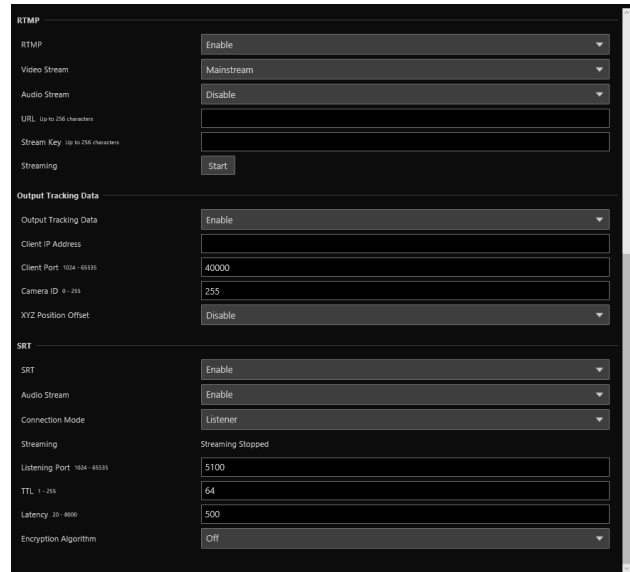 RTMP
RTMP Enable
Video Stream Mainstream
Audio Stream Disable
URL Up to 256 characters
Stream Key Up to 256 characters
Streaming Start
Output Tracking Data
Output Tracking Data Enable
Client IP Address
Client Port 1024 - 65535 40000
Camera ID 0 - 255 255
XYZ Position Offset Disable
SRT
SRT Enable
Audio Stream Enable
Connection Mode Listener
Streaming Streaming Stopped
Listening Port 1024 - 65535 5100
TTL 1 - 255 64
Latency 20 - 8000 500
Encryption Algorithm Off